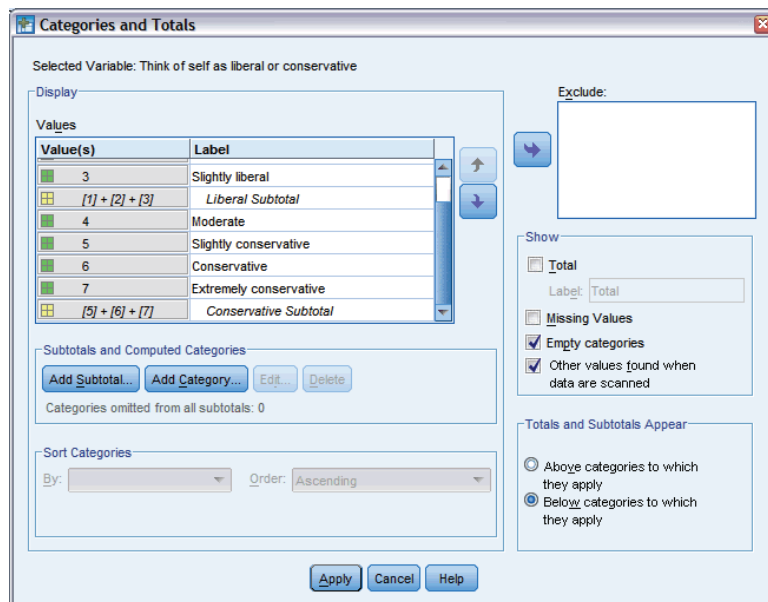 Categories and Totals
Selected Variable: Think of self as liberal or conservative
Display
Values
Value(s) Label
3 Slightly liberal
[1] + [2] + [3] Liberal Subtotal
4 Moderate
5 Slightly conservative
6 Conservative
7 Extremely conservative
[5] + [6] + [7] Conservative Subtotal
Subtotals and Computed Categories
Add Subtotal... Add Category... Edit... Delete
Categories omitted from all subtotals: 0
Sort Categories
By: Order: Ascending
Exclude:
Show
Total
Label: Total
Missing Values
Empty categories
Other values found when
data are scanned
Totals and Subtotals Appear
Above categories to which
they apply
Below categories to which
they apply
Apply Cancel Help